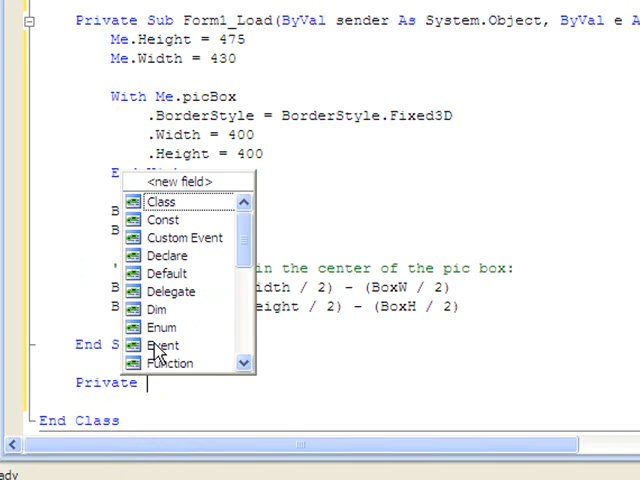 Private Sub Form1_Load(ByVal sender As System.Object, ByVal e A
Me.Height = 475
Me.Width = 430
With Me.picBox
.BorderStyle = BorderStyle.Fixed3D
.Width = 400
.Height = 400
E
<new field>
Class
B
Const
B
Custom Event
Declare
' in the center of the pic box:
Default
B idth / 2) - (BoxW / 2)
Delegate
B eight / 2) - (BoxH / 2)
Dim
Enum
End S
Event
Function
Private
End Class
ady